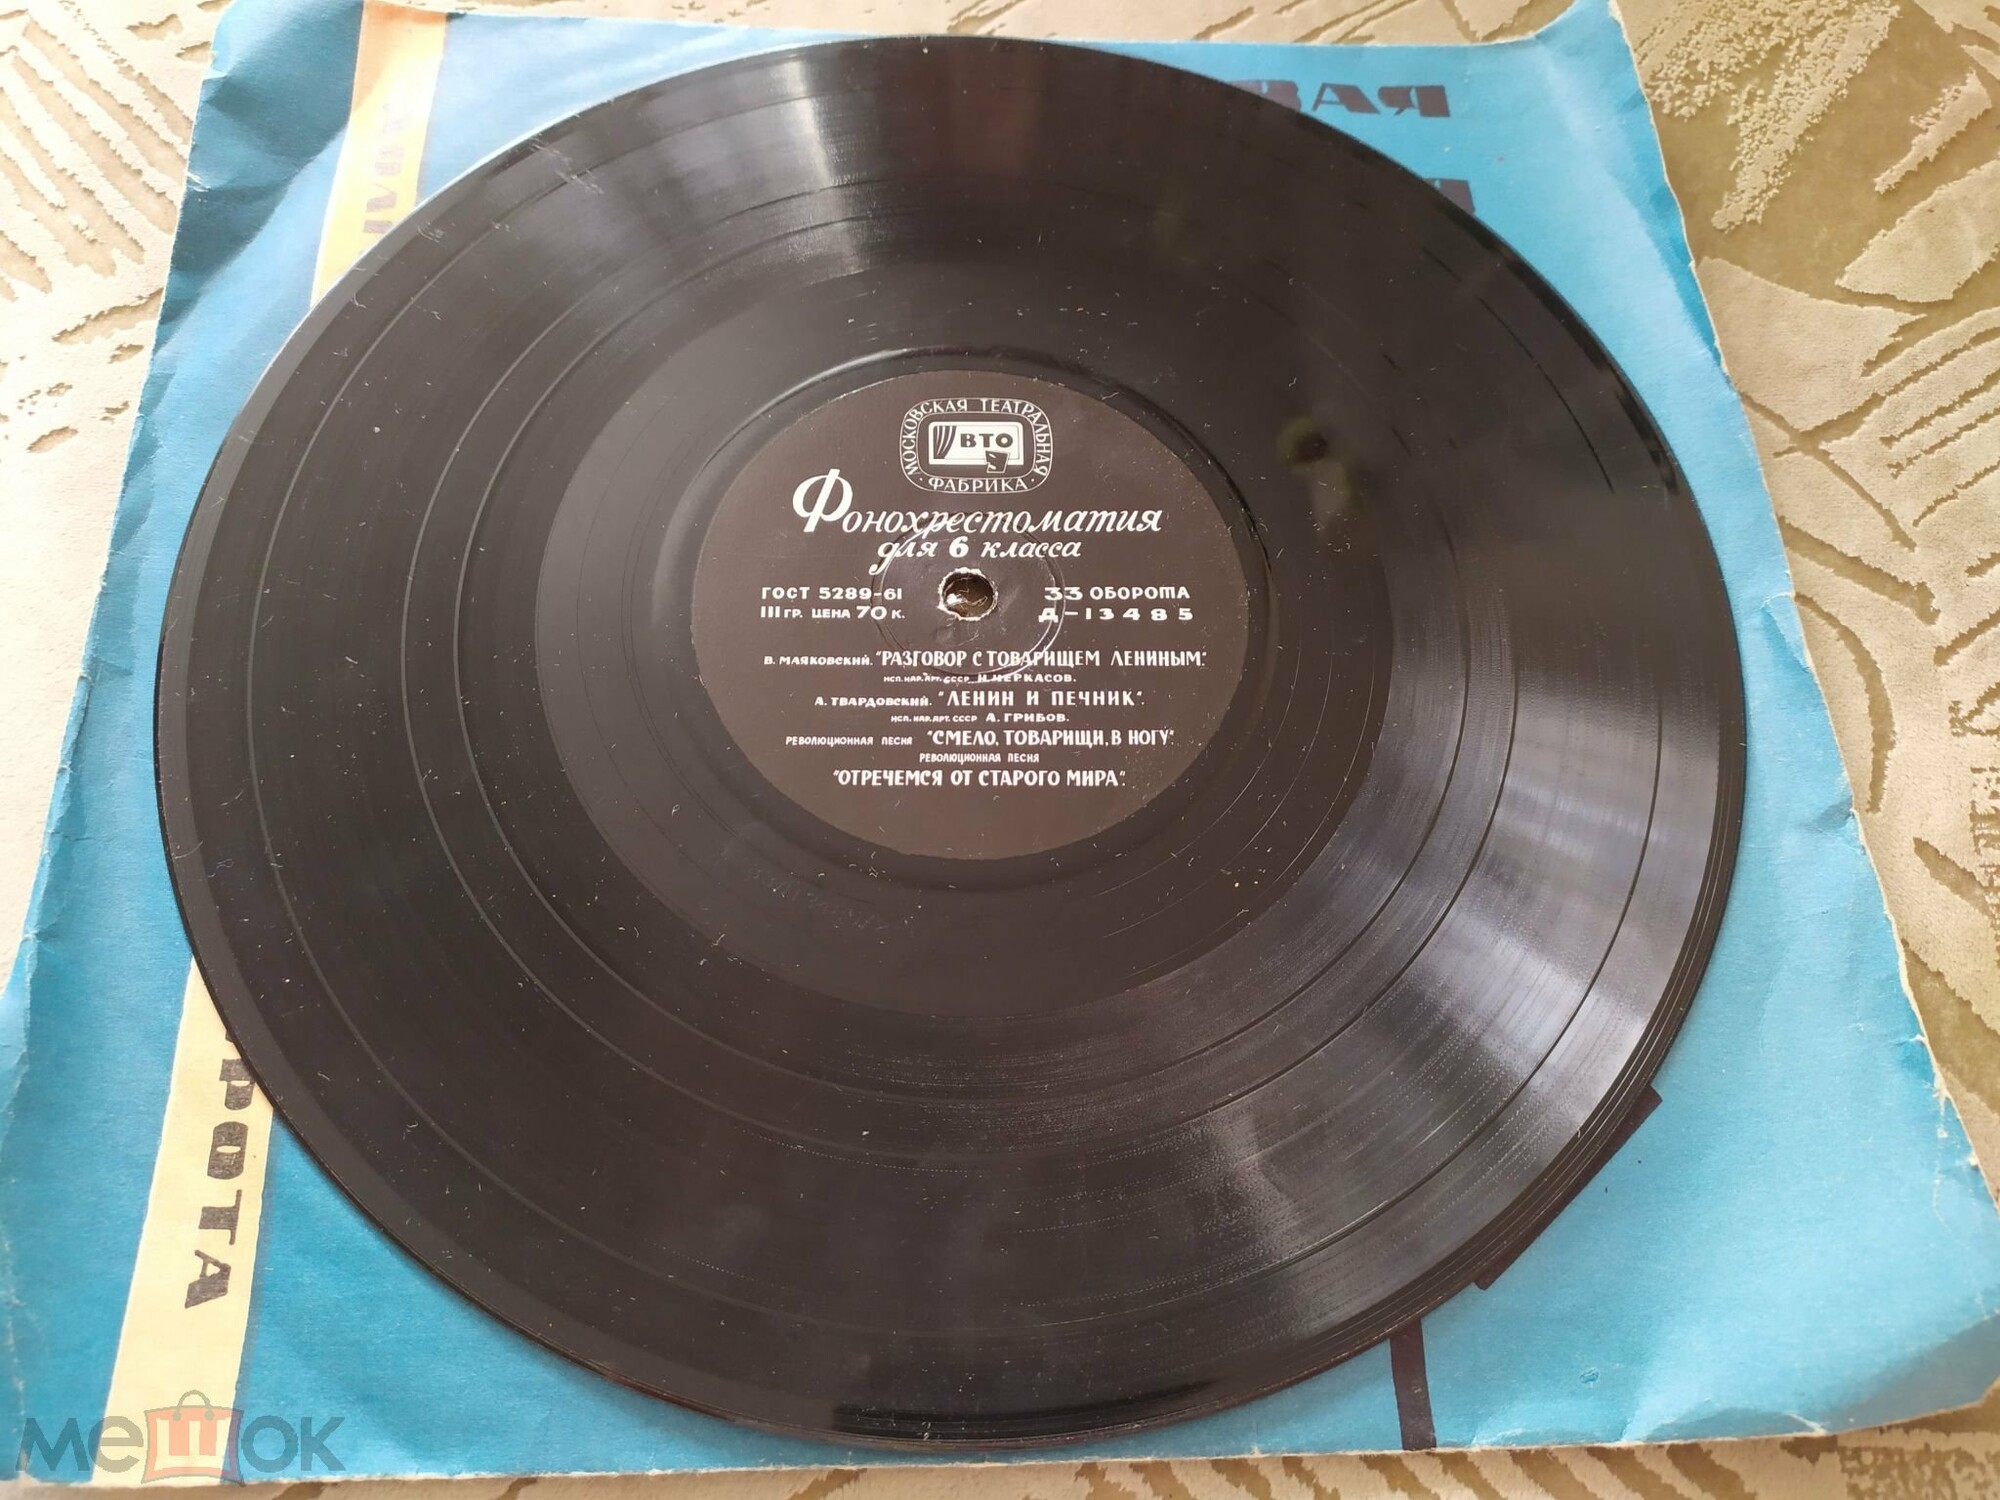 ВАЯ
МОСКОВСКАЯ ТЕАТРАЛЬНАЯ
ВТО
· ФАБРИКА ·
Фонохрестоматия
для 6 класса
ГОСТ 5289-61
33 ОБОРОТА
III ГР. ЦЕНА 70 К.
Д-13485
В. МАЯКОВСКИЙ. "РАЗГОВОР С ТОВАРИЩЕМ ЛЕНИНЫМ".
ИСП. НАР. АРТ. СССР Н. ЧЕРКАСОВ.
А. ТВАРДОВСКИЙ. "ЛЕНИН И ПЕЧНИК".
ИСП. НАР. АРТ. СССР А. ГРИБОВ.
РЕВОЛЮЦИОННАЯ ПЕСНЯ "СМЕЛО, ТОВАРИЩИ, В НОГУ".
РЕВОЛЮЦИОННАЯ ПЕСНЯ
"ОТРЕЧЕМСЯ ОТ СТАРОГО МИРА".
РОТА
мешок